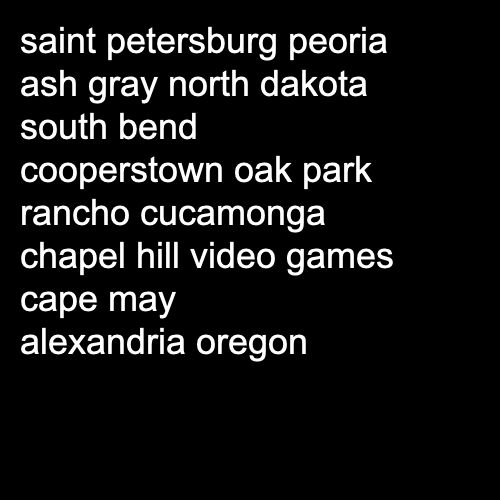 saint petersburg peoria
ash gray north dakota
south bend
cooperstown oak park
rancho cucamonga
chapel hill video games
cape may
alexandria oregon